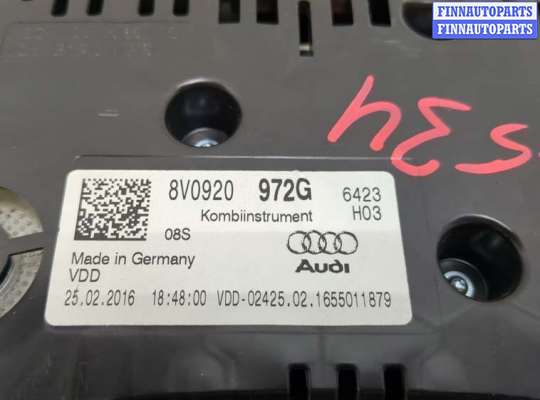 FINNAUTOPARTS
FINNAUTOPARTS
534
8V0920 972G 6423
Kombiinstrument H03
08S
Audi
Made in Germany
VDD
25.02.2016 18:48:00 VDD-02425.02.1655011879